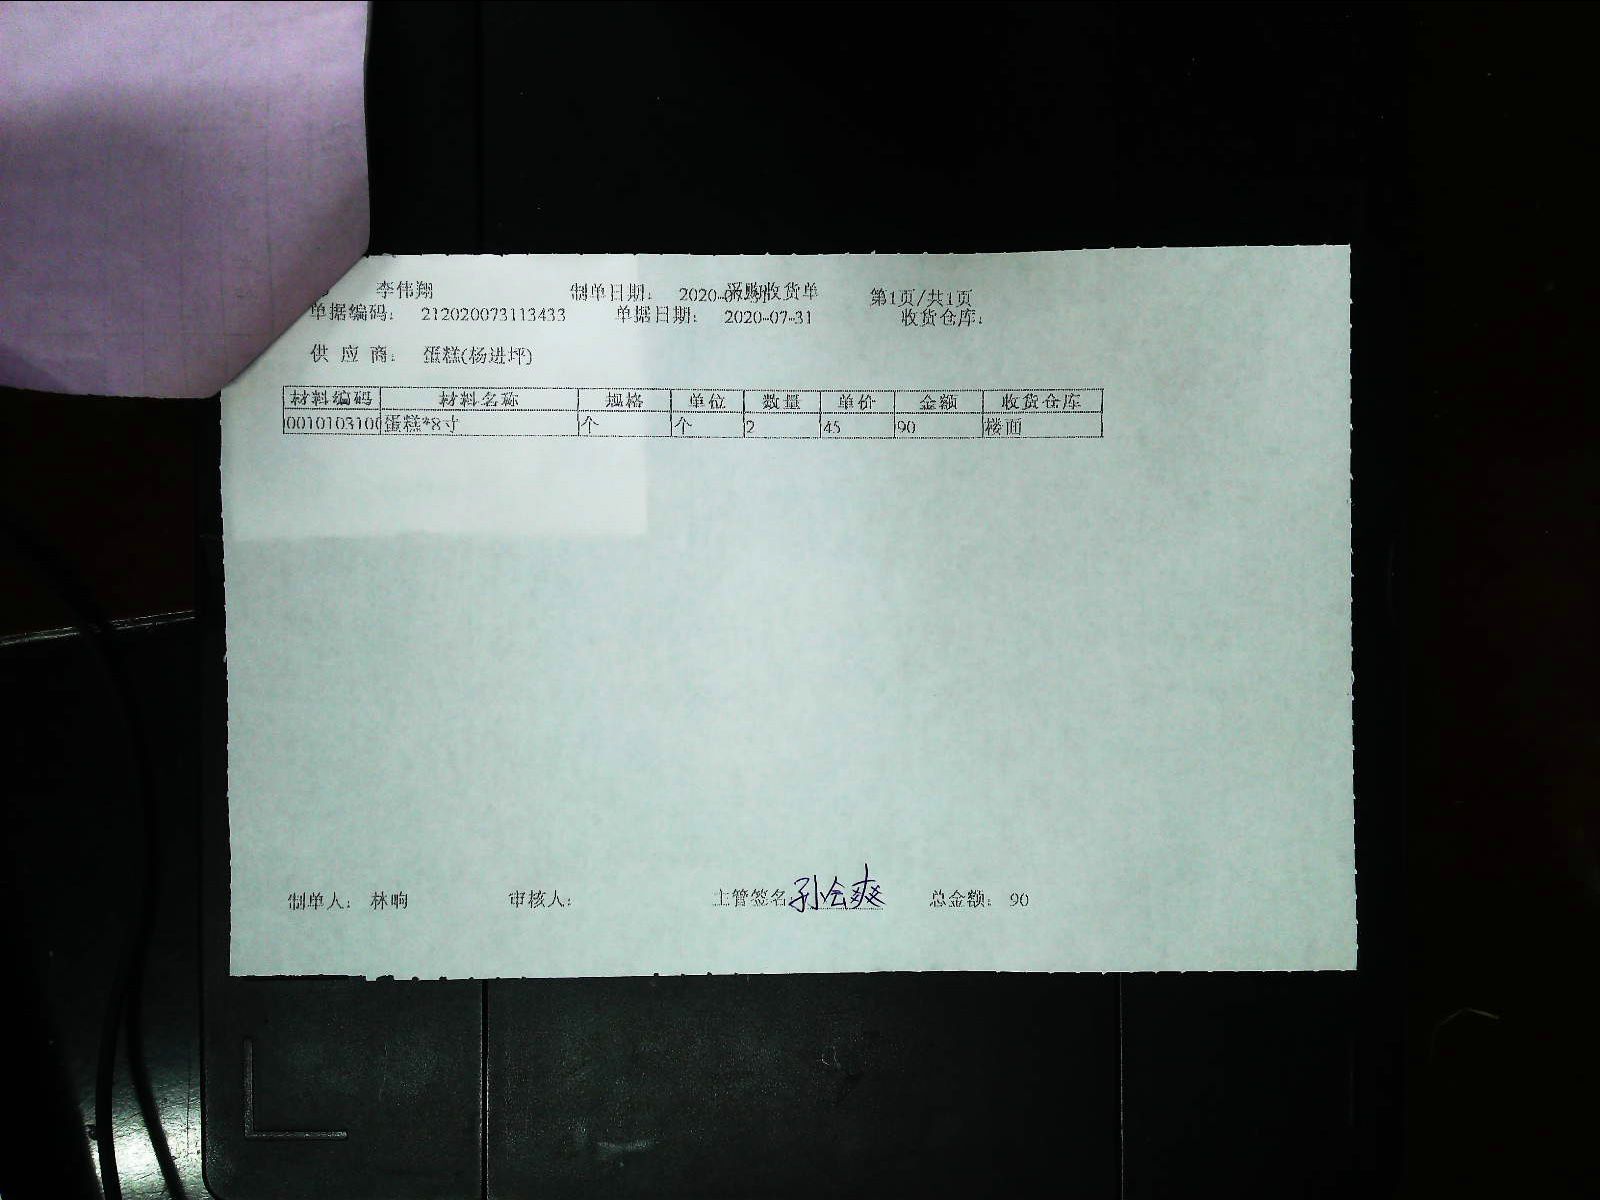 李伟翔 制单日期: 2020-07-31 采购收货单 第1页/共1页
单据编码: 212020073113433 单据日期: 2020-07-31 收货仓库:
供 应 商: 蛋糕(杨进坪)
材料编码 材料名称 规格 单位 数量 单价 金额 收货仓库
0010103100 蛋糕*8寸 个 个 2 45 90 楼面
制单人: 林晌 审核人: 主管签名: 孙会爽 总金额: 90